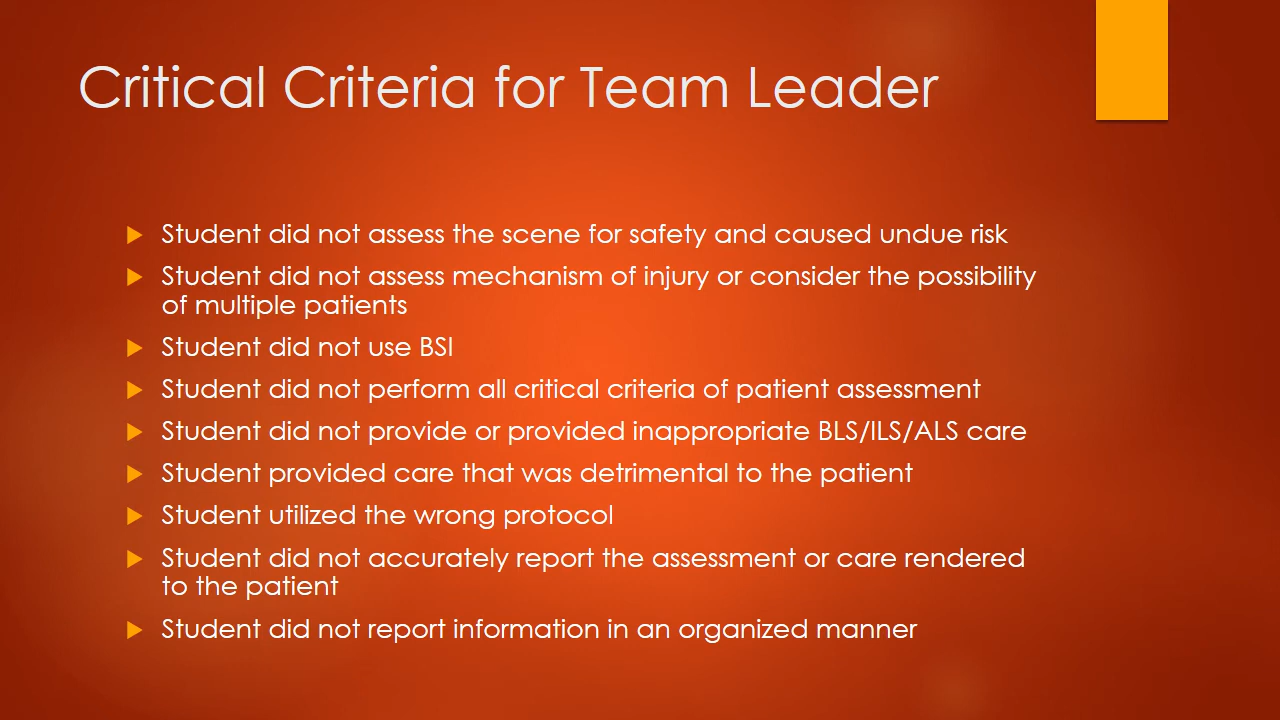 Critical Criteria for Team Leader
Student did not assess the scene for safety and caused undue risk
Student did not assess mechanism of injury or consider the possibility
of multiple patients
Student did not use BSI
Student did not perform all critical criteria of patient assessment
Student did not provide or provided inappropriate BLS/ILS/ALS care
Student provided care that was detrimental to the patient
Student utilized the wrong protocol
Student did not accurately report the assessment or care rendered
to the patient
Student did not report information in an organized manner